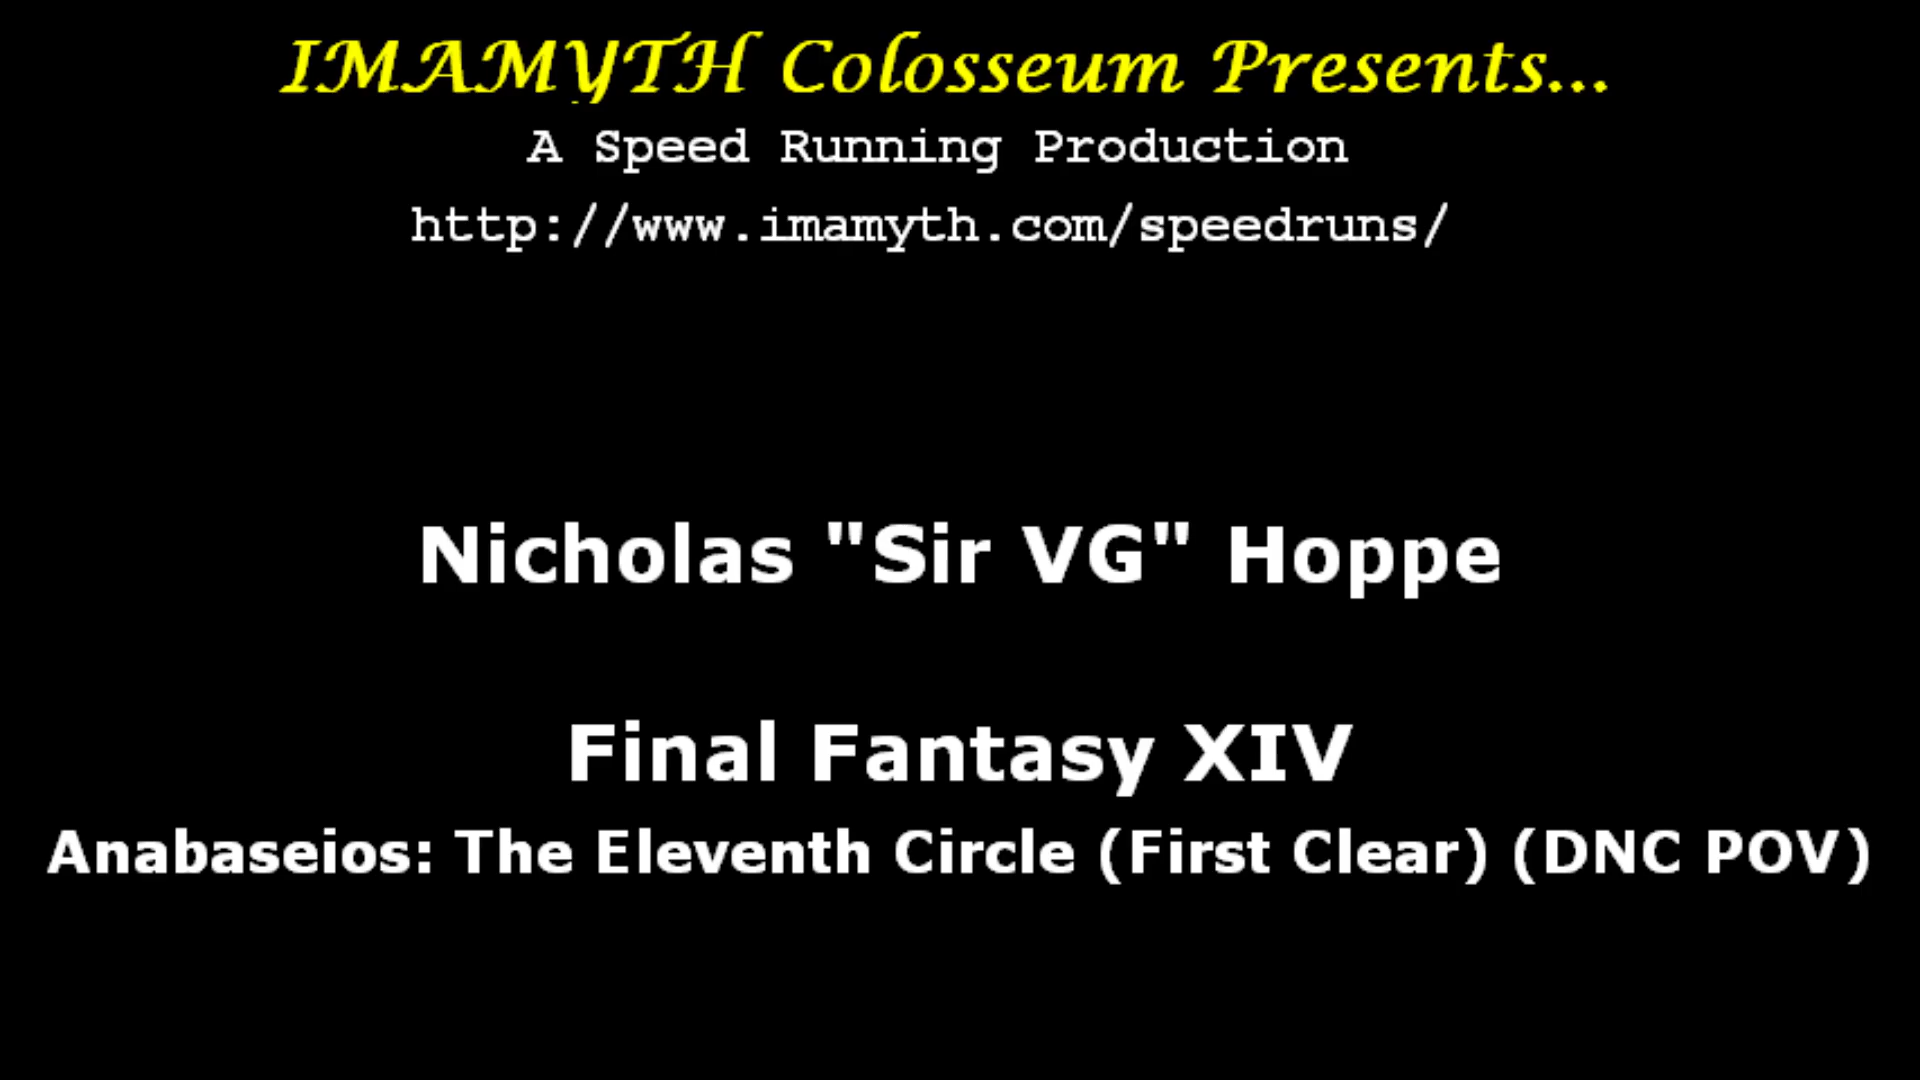 IMAMYTH Colosseum Presents...
A Speed Running Production
http://www.imamyth.com/speedruns/
Nicholas "Sir VG" Hoppe
Final Fantasy XIV
Anabaseios: The Eleventh Circle (First Clear) (DNC POV)